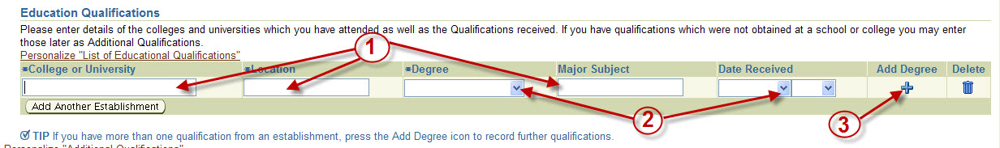 Education Qualifications
Please enter details of the colleges and universities which you have attended as well as the Qualifications received. If you have qualifications which were not obtained at a school or college you may enter
those later as Additional Qualifications.
Personalize "List of Educational Qualifications"
1
*College or University *Location *Degree Major Subject Date Received Add Degree Delete
Add Another Establishment
2
3
TIP If you have more than one qualification from an establishment, press the Add Degree icon to record further qualifications.
Personalize "Additional Qualifications"